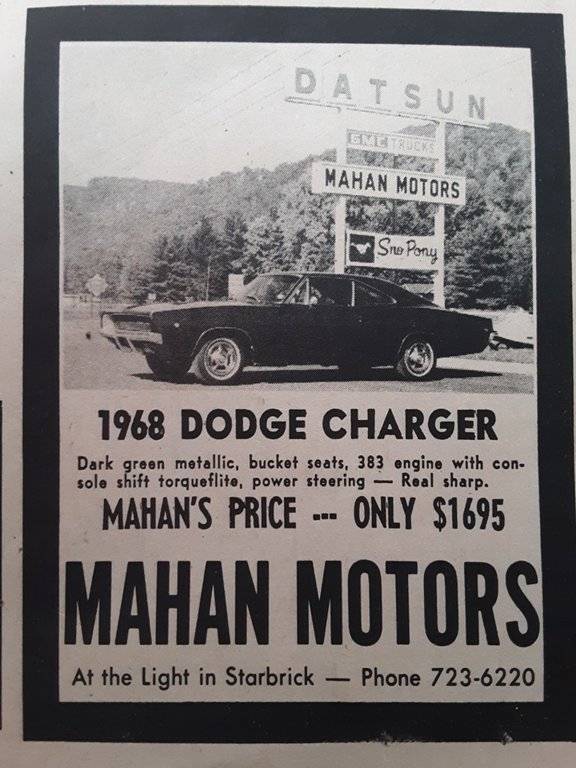 DATSUN
GMC TRUCKS
MAHAN MOTORS
Sno Pony
1968 DODGE CHARGER
Dark green metallic, bucket seats, 383 engine with con-
sole shift torqueflite, power steering — Real sharp.
MAHAN'S PRICE --- ONLY $1695
MAHAN MOTORS
At the Light in Starbrick — Phone 723-6220